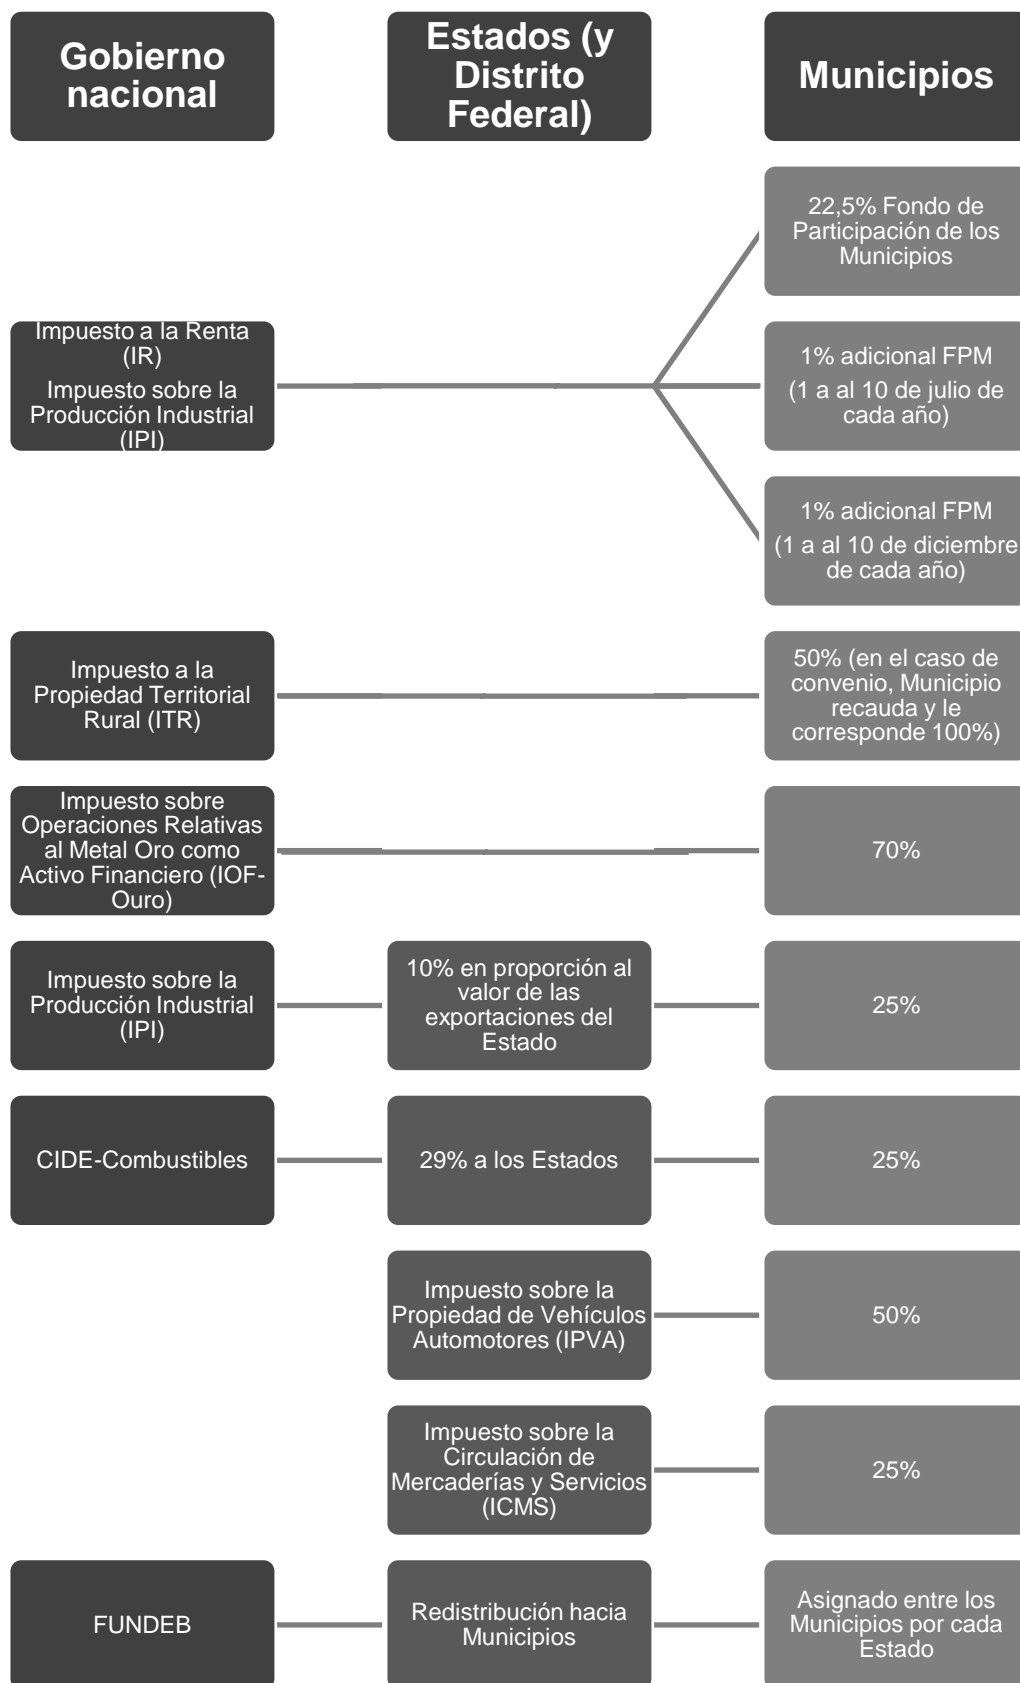 Gobierno
nacional
Estados (y
Distrito
Federal)
Municipios
22,5% Fondo de
Participación de los
Municipios
Impuesto a la Renta
(IR)
Impuesto sobre la
Producción Industrial
(IPI)
1% adicional FPM
(1 a al 10 de julio de
cada año)
1% adicional FPM
(1 a al 10 de diciembre
de cada año)
Impuesto a la
Propiedad Territorial
Rural (ITR)
50% (en el caso de
convenio, Municipio
recauda y le
corresponde 100%)
Impuesto sobre
Operaciones Relativas
al Metal Oro como
Activo Financiero (IOF-
Ouro)
70%
Impuesto sobre la
Producción Industrial
(IPI)
10% en proporción al
valor de las
exportaciones del
Estado
25%
CIDE-Combustibles
29% a los Estados
25%
Impuesto sobre la
Propiedad de Vehículos
Automotores (IPVA)
50%
Impuesto sobre la
Circulación de
Mercaderías y Servicios
(ICMS)
25%
FUNDEB
Redistribución hacia
Municipios
Asignado entre los
Municipios por cada
Estado